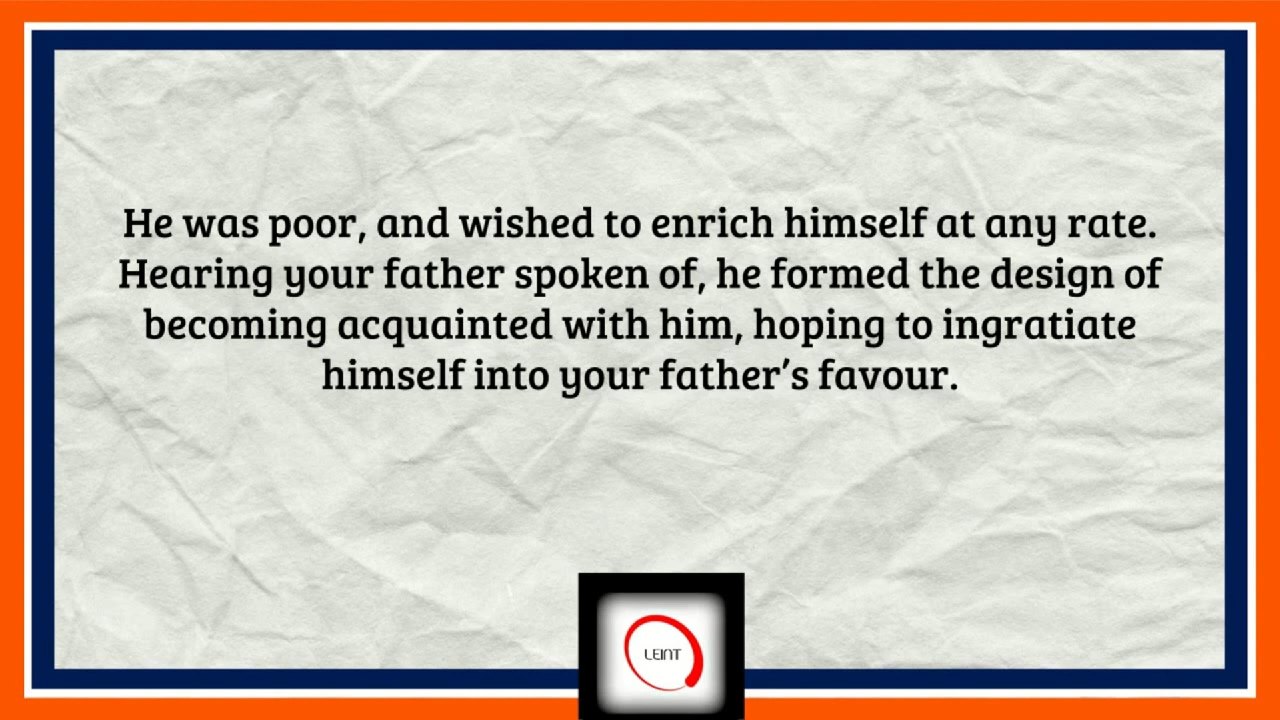 He was poor, and wished to enrich himself at any rate.
Hearing your father spoken of, he formed the design of
becoming acquainted with him, hoping to ingratiate
himself into your father's favour.
LEINT